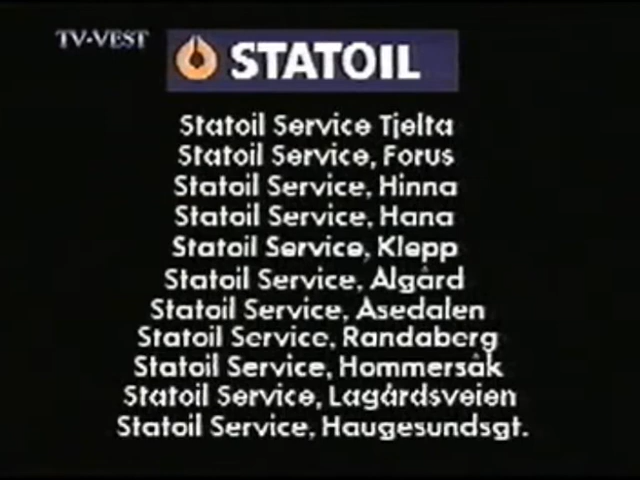 TV-VEST
STATOIL
Statoil Service Tjelta
Statoil Service, Forus
Statoil Service, Hinna
Statoil Service, Hana
Statoil Service, Klepp
Statoil Service, Ålgård
Statoil Service, Åsedalen
Statoil Service, Randaberg
Statoil Service, Hommersåk
Statoil Service, Lagårdsveien
Statoil Service, Haugesundsgt.